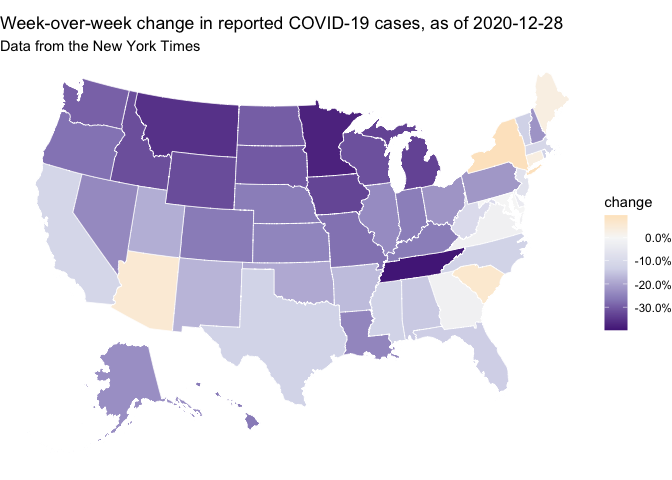 Week-over-week change in reported COVID-19 cases, as of 2020-12-28
Data from the New York Times
change
0.0%
-10.0%
-20.0%
-30.0%